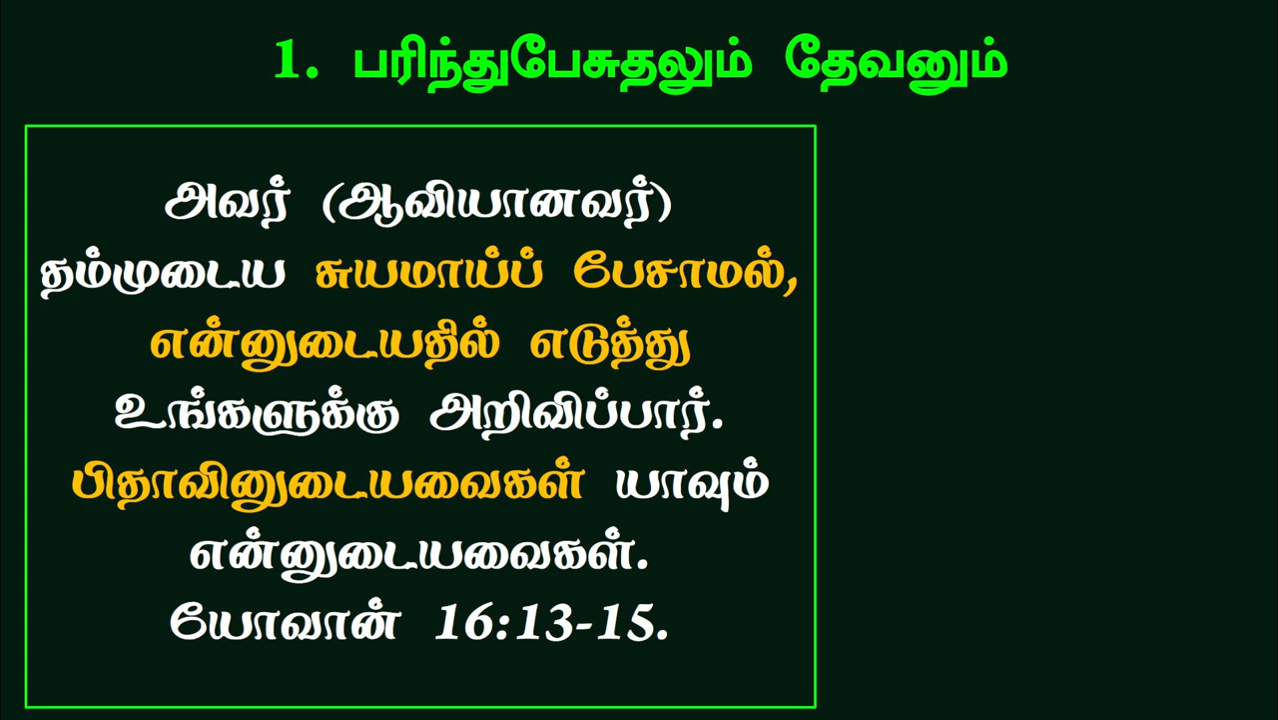 1. பரிந்துபேசுதலும் தேவனும்
அவர் (ஆவியானவர்)
தம்முடைய சுயமாய்ப் பேசாமல்,
என்னுடையதில் எடுத்து
உங்களுக்கு அறிவிப்பார்.
பிதாவினுடையவைகள் யாவும்
என்னுடையவைகள்.
யோவான் 16:13-15.